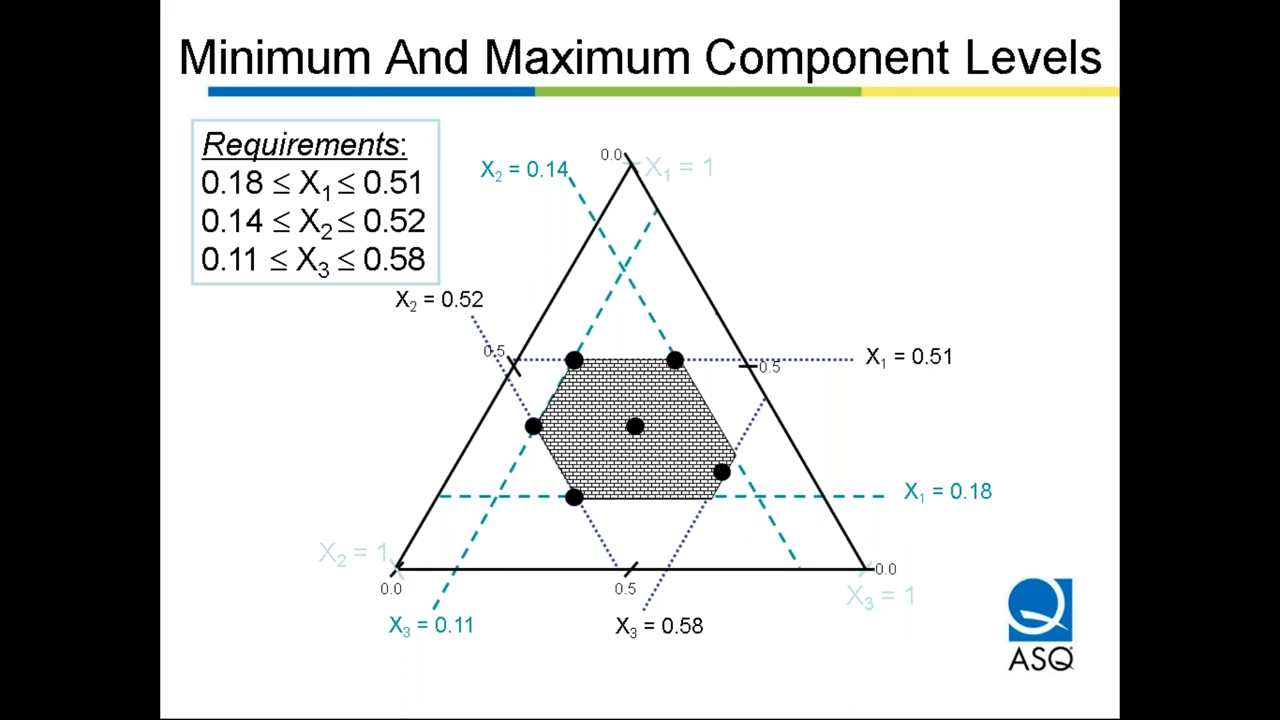 Minimum And Maximum Component Levels
Requirements:
0.18 ≤ X₁ ≤ 0.51
0.14 ≤ X₂ ≤ 0.52
0.11 ≤ X₃ ≤ 0.58
0.0
X₁ = 1
X₂ = 0.14
X₂ = 0.52
0.5
X₁ = 0.51
0.5
X₁ = 0.18
X₂ = 1
0.0
0.5
0.0
X₃ = 1
X₃ = 0.11
X₃ = 0.58
ASQ